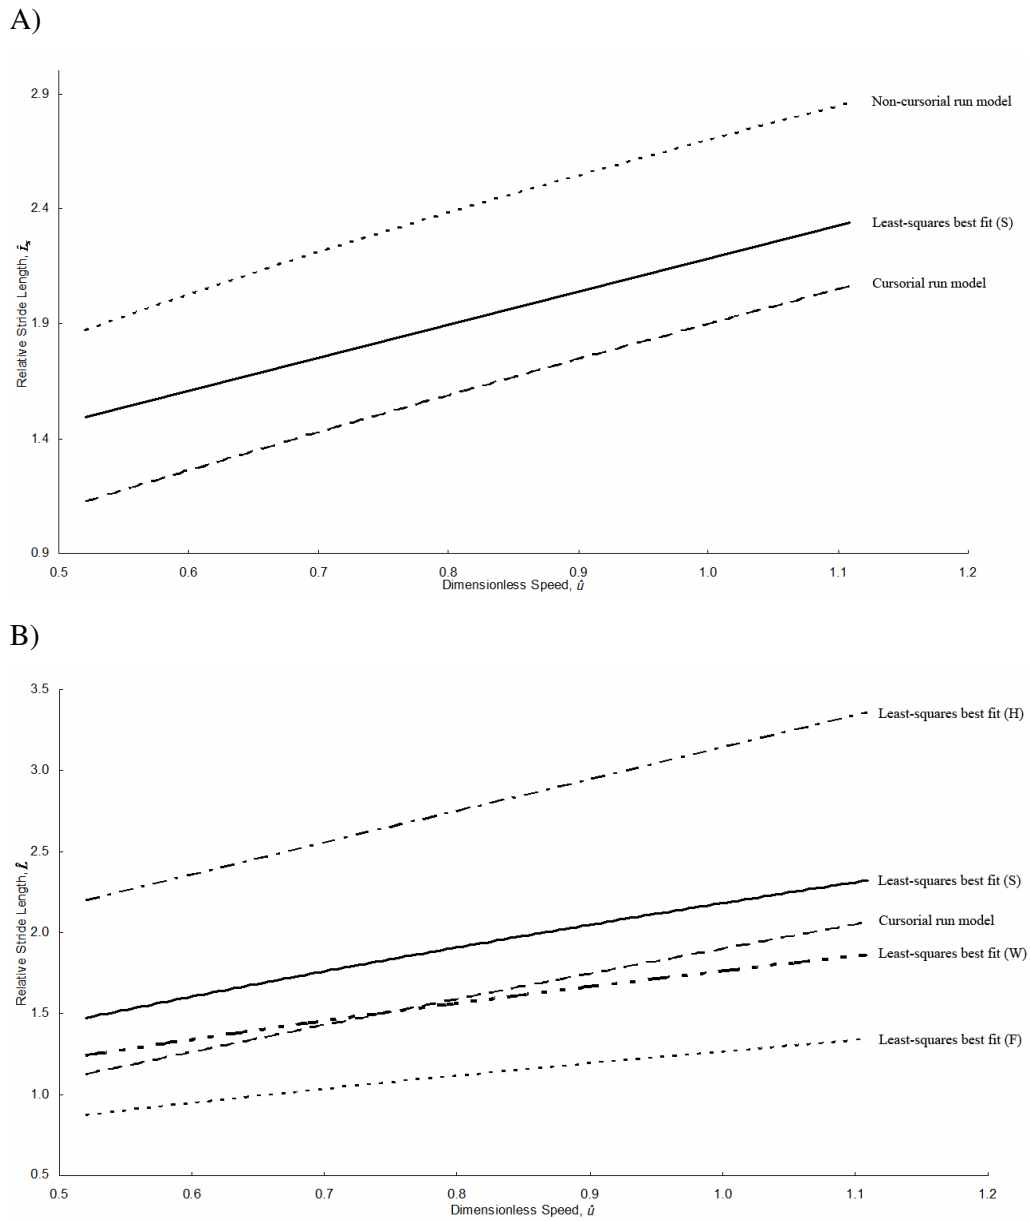 A)
2.9
Non-cursorial run model
2.4
Least-squares best fit (S)
Cursorial run model
Relative Stride Length, L̂s
1.9
1.4
0.9
0.5 0.6 0.7 0.8 0.9 1.0 1.1 1.2
Dimensionless Speed, û
B)
3.5
Least-squares best fit (H)
3.0
2.5
Least-squares best fit (S)
Cursorial run model
Least-squares best fit (W)
Relative Stride Length, L̂
2.0
1.5
Least-squares best fit (F)
1.0
0.5
0.5 0.6 0.7 0.8 0.9 1.0 1.1 1.2
Dimensionless Speed, û